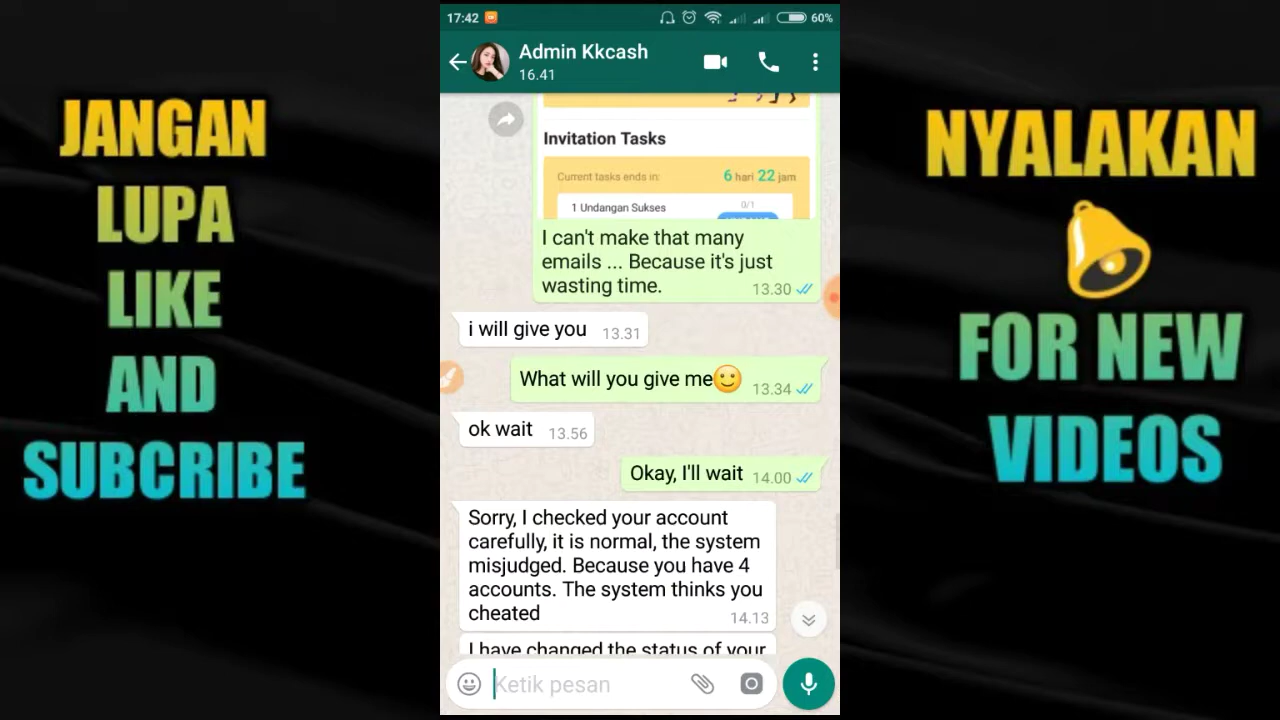 JANGAN
LUPA
LIKE
AND
SUBCRIBE
17:42
60%
Admin Kkcash
16.41
Invitation Tasks
Current tasks ends in: 6 hari 22 jam
1 Undangan Sukses 0/1
I can't make that many
emails ... Because it's just
wasting time. 13.30
i will give you 13.31
What will you give me 13.34
ok wait 13.56
Okay, I'll wait 14.00
Sorry, I checked your account
carefully, it is normal, the system
misjudged. Because you have 4
accounts. The system thinks you
cheated 14.13
I have changed the status of your
Ketik pesan
NYALAKAN
FOR NEW
VIDEOS